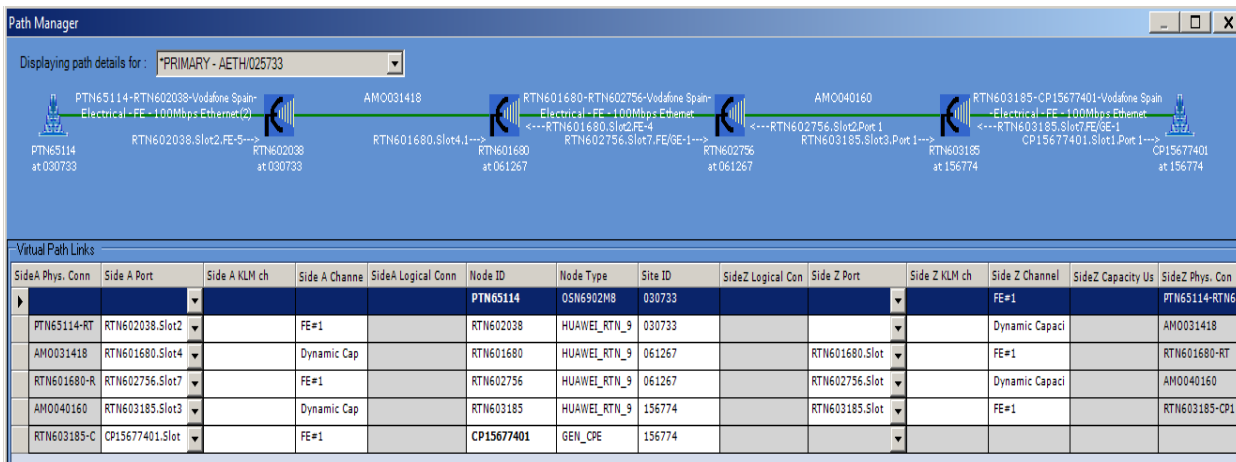 Path Manager
Displaying path details for : *PRIMARY - AETH/025733
PTN65114-RTN602038-Vodafone Spain-
Electrical - FE - 100Mbps Ethernet(2)
RTN602038.Slot2.FE-5--->
PTN65114
at 030733
RTN602038
at 030733
AMO031418
RTN601680.Slot4.1--->
RTN601680
at 061267
RTN601680-RTN602756-Vodafone Spain-
Electrical - FE - 100Mbps Ethernet
<---RTN601680.Slot2.FE-4
RTN602756.Slot7.FE/GE-1--->
RTN602756
at 061267
AMO040160
<---RTN602756.Slot2.Port 1
RTN603185.Slot3.Port 1--->
RTN603185
at 156774
RTN603185-CP15677401-Vodafone Spain
-Electrical - FE - 100Mbps Ethernet
<---RTN603185.Slot7.FE/GE-1
CP15677401.Slot1.Port 1--->
CP15677401
at 156774
Virtual Path Links
SideA Phys. Conn Side A Port Side A KLM ch Side A Channe SideA Logical Conn Node ID Node Type Site ID SideZ Logical Con Side Z Port Side Z KLM ch Side Z Channel SideZ Capacity Us SideZ Phys. Con
PTN65114 OSN6902M8 030733 FE#1 PTN65114-RTN6
PTN65114-RT RTN602038.Slot2 FE#1 RTN602038 HUAWEI_RTN_9 030733 Dynamic Capaci AMO031418
AMO031418 RTN601680.Slot4 Dynamic Cap RTN601680 HUAWEI_RTN_9 061267 RTN601680.Slot FE#1 RTN601680-RT
RTN601680-R RTN602756.Slot7 FE#1 RTN602756 HUAWEI_RTN_9 061267 RTN602756.Slot Dynamic Capaci AMO040160
AMO040160 RTN603185.Slot3 Dynamic Cap RTN603185 HUAWEI_RTN_9 156774 RTN603185.Slot FE#1 RTN603185-CP1
RTN603185-C CP15677401.Slot FE#1 CP15677401 GEN_CPE 156774